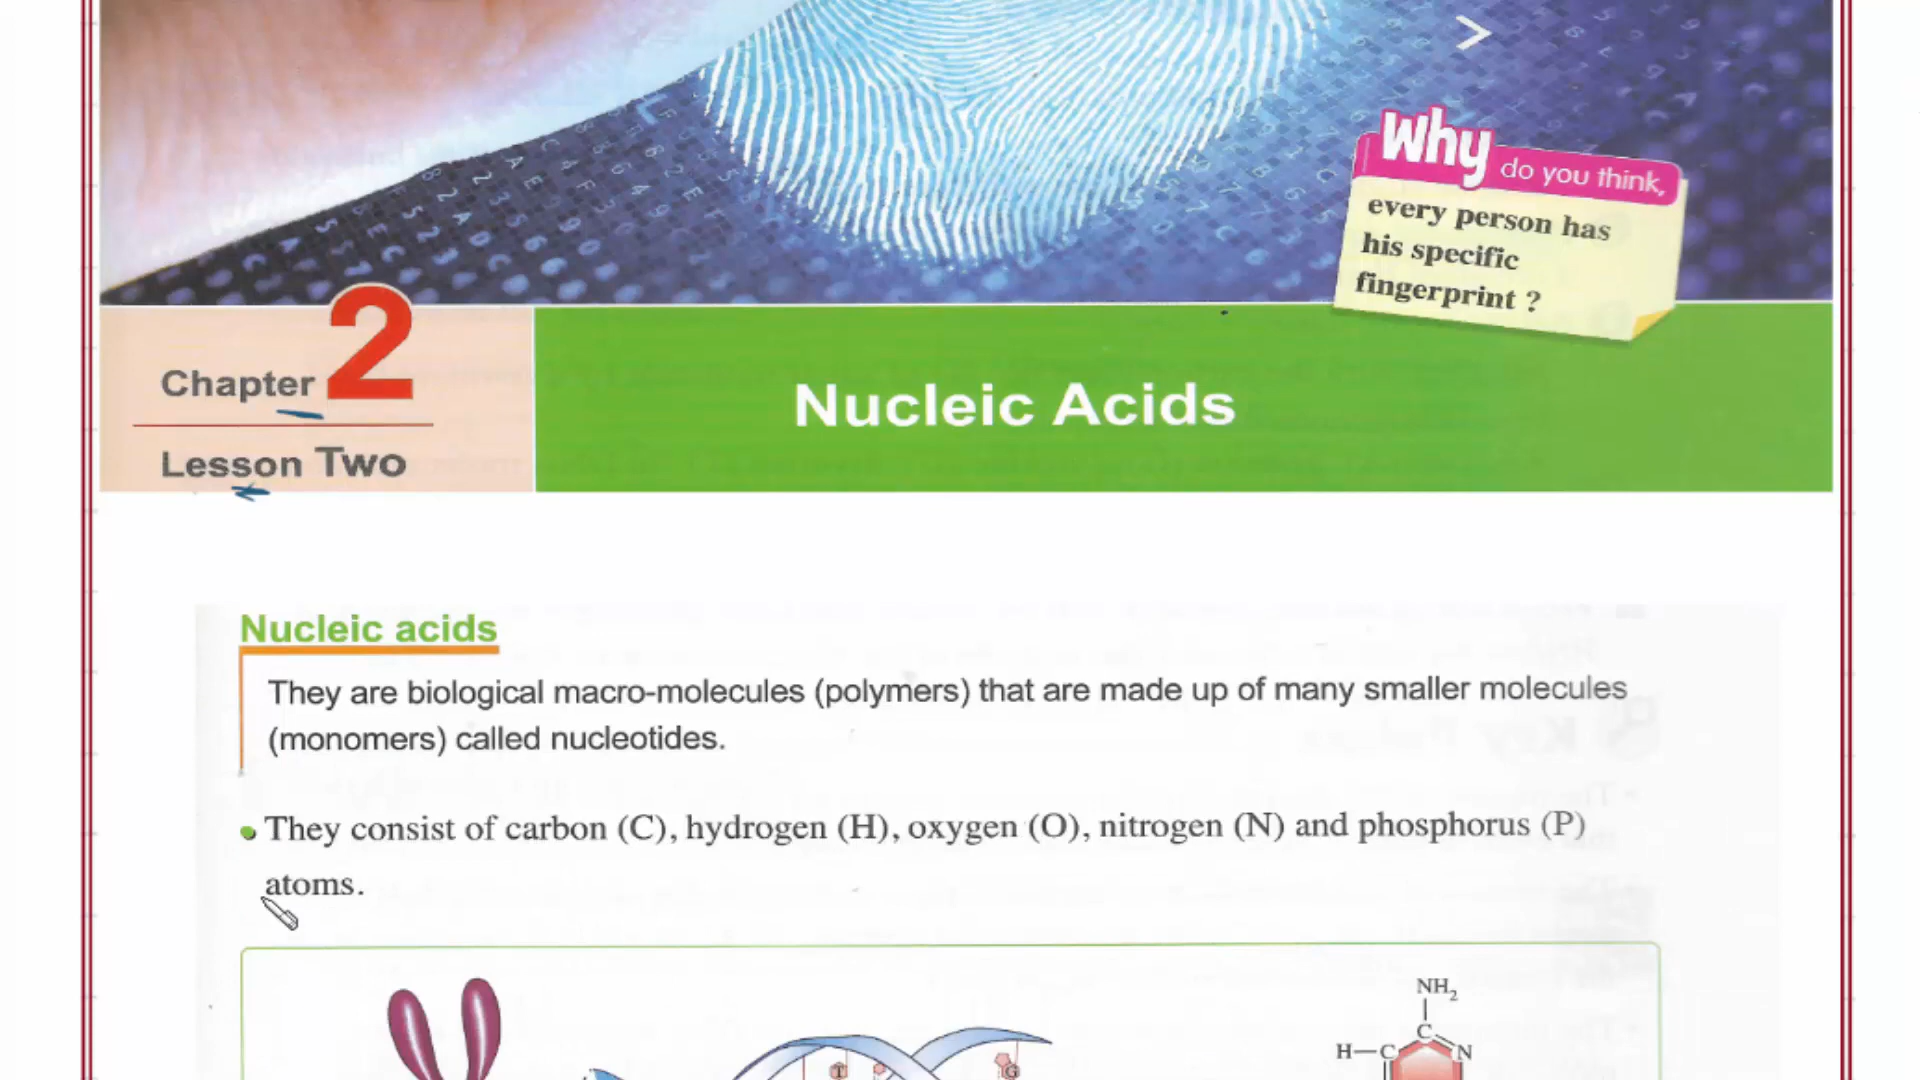 >
Why do you think,
every person has
his specific
fingerprint ?
Chapter 2
Lesson Two
Nucleic Acids
Nucleic acids
They are biological macro-molecules (polymers) that are made up of many smaller molecules
(monomers) called nucleotides.
They consist of carbon (C), hydrogen (H), oxygen (O), nitrogen (N) and phosphorus (P)
atoms.
NH2
C
H—C N
T G